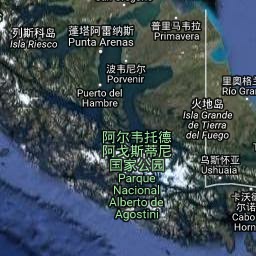 列斯科岛
Isla Riesco
蓬塔阿雷纳斯
Punta Arenas
普里马韦拉
Primavera
波韦尼尔
Porvenir
Puerto del
Hambre
里奥格
Río Gran
火地岛
Isla Grande
de Tierra
del Fuego
阿尔韦托德
阿戈斯蒂尼
国家公园
Parque
Nacional
Alberto de
Agostini
乌斯怀亚
Ushuaia
卡沃德
尔诺
Cabo
Horn